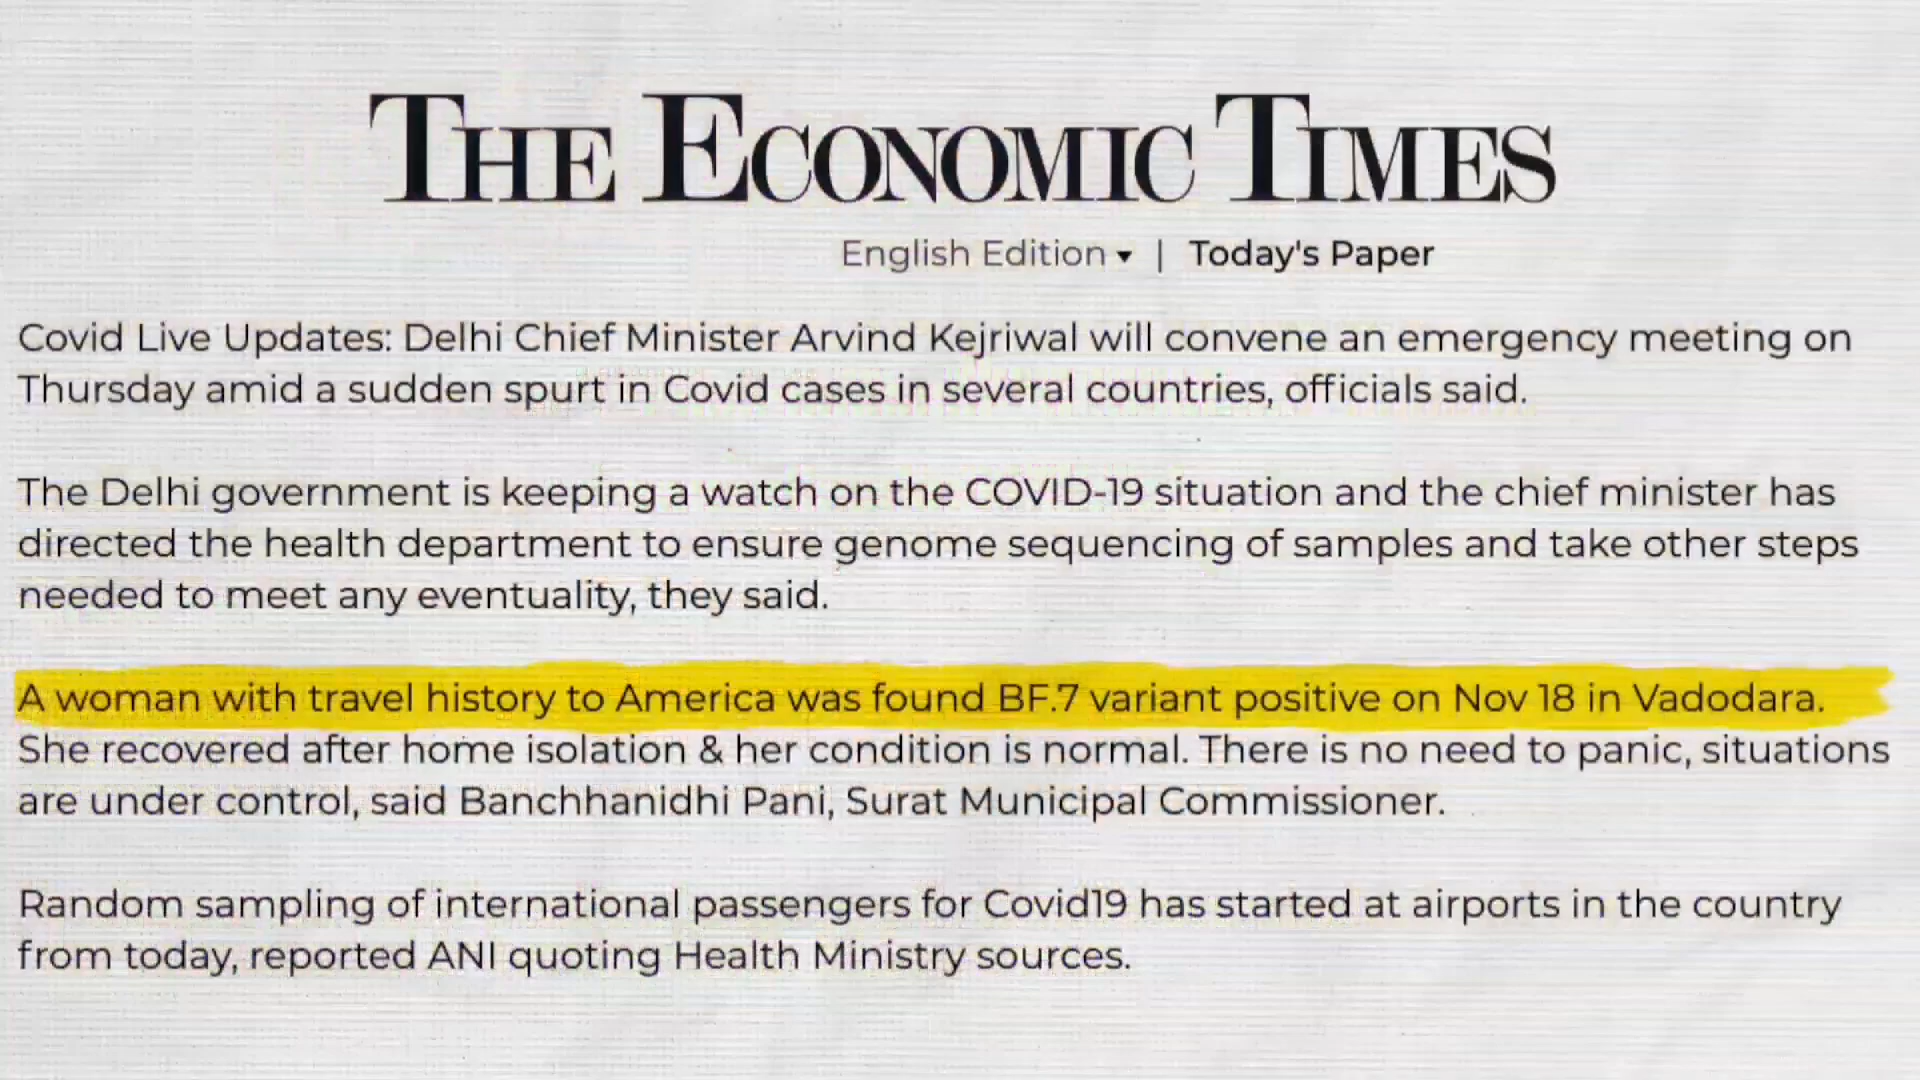 THE ECONOMIC TIMES
English Edition ▾ | Today's Paper
Covid Live Updates: Delhi Chief Minister Arvind Kejriwal will convene an emergency meeting on
Thursday amid a sudden spurt in Covid cases in several countries, officials said.
The Delhi government is keeping a watch on the COVID-19 situation and the chief minister has
directed the health department to ensure genome sequencing of samples and take other steps
needed to meet any eventuality, they said.
A woman with travel history to America was found BF.7 variant positive on Nov 18 in Vadodara.
She recovered after home isolation & her condition is normal. There is no need to panic, situations
are under control, said Banchhanidhi Pani, Surat Municipal Commissioner.
Random sampling of international passengers for Covid19 has started at airports in the country
from today, reported ANI quoting Health Ministry sources.